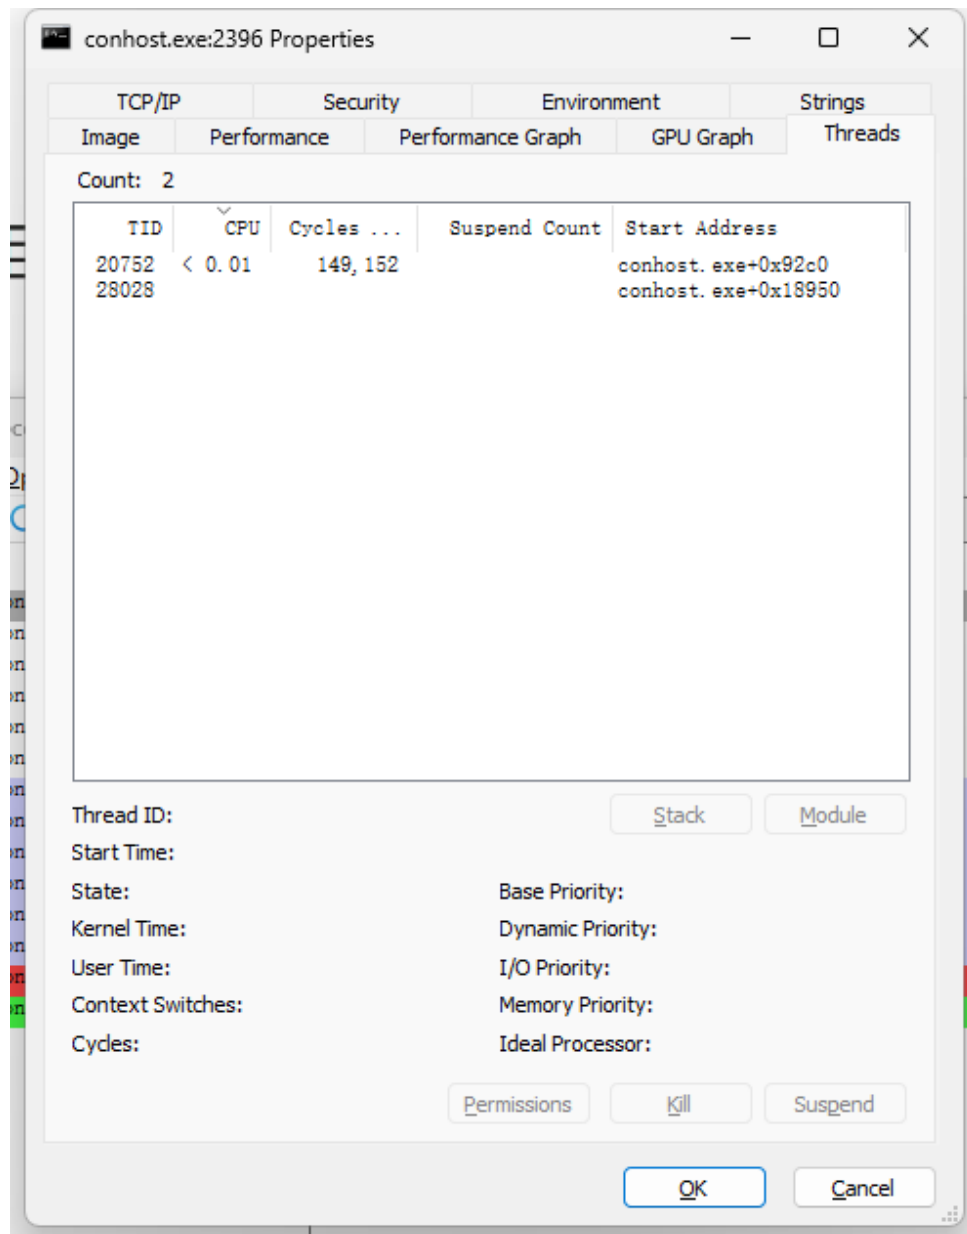 conhost.exe:2396 Properties
TCP/IP Security Environment Strings
Image Performance Performance Graph GPU Graph Threads
Count: 2
TID CPU Cycles ... Suspend Count Start Address
20752 < 0.01 149,152 conhost.exe+0x92c0
28028 conhost.exe+0x18950
Thread ID: Stack Module
Start Time:
State: Base Priority:
Kernel Time: Dynamic Priority:
User Time: I/O Priority:
Context Switches: Memory Priority:
Cycles: Ideal Processor:
Permissions Kill Suspend
OK Cancel